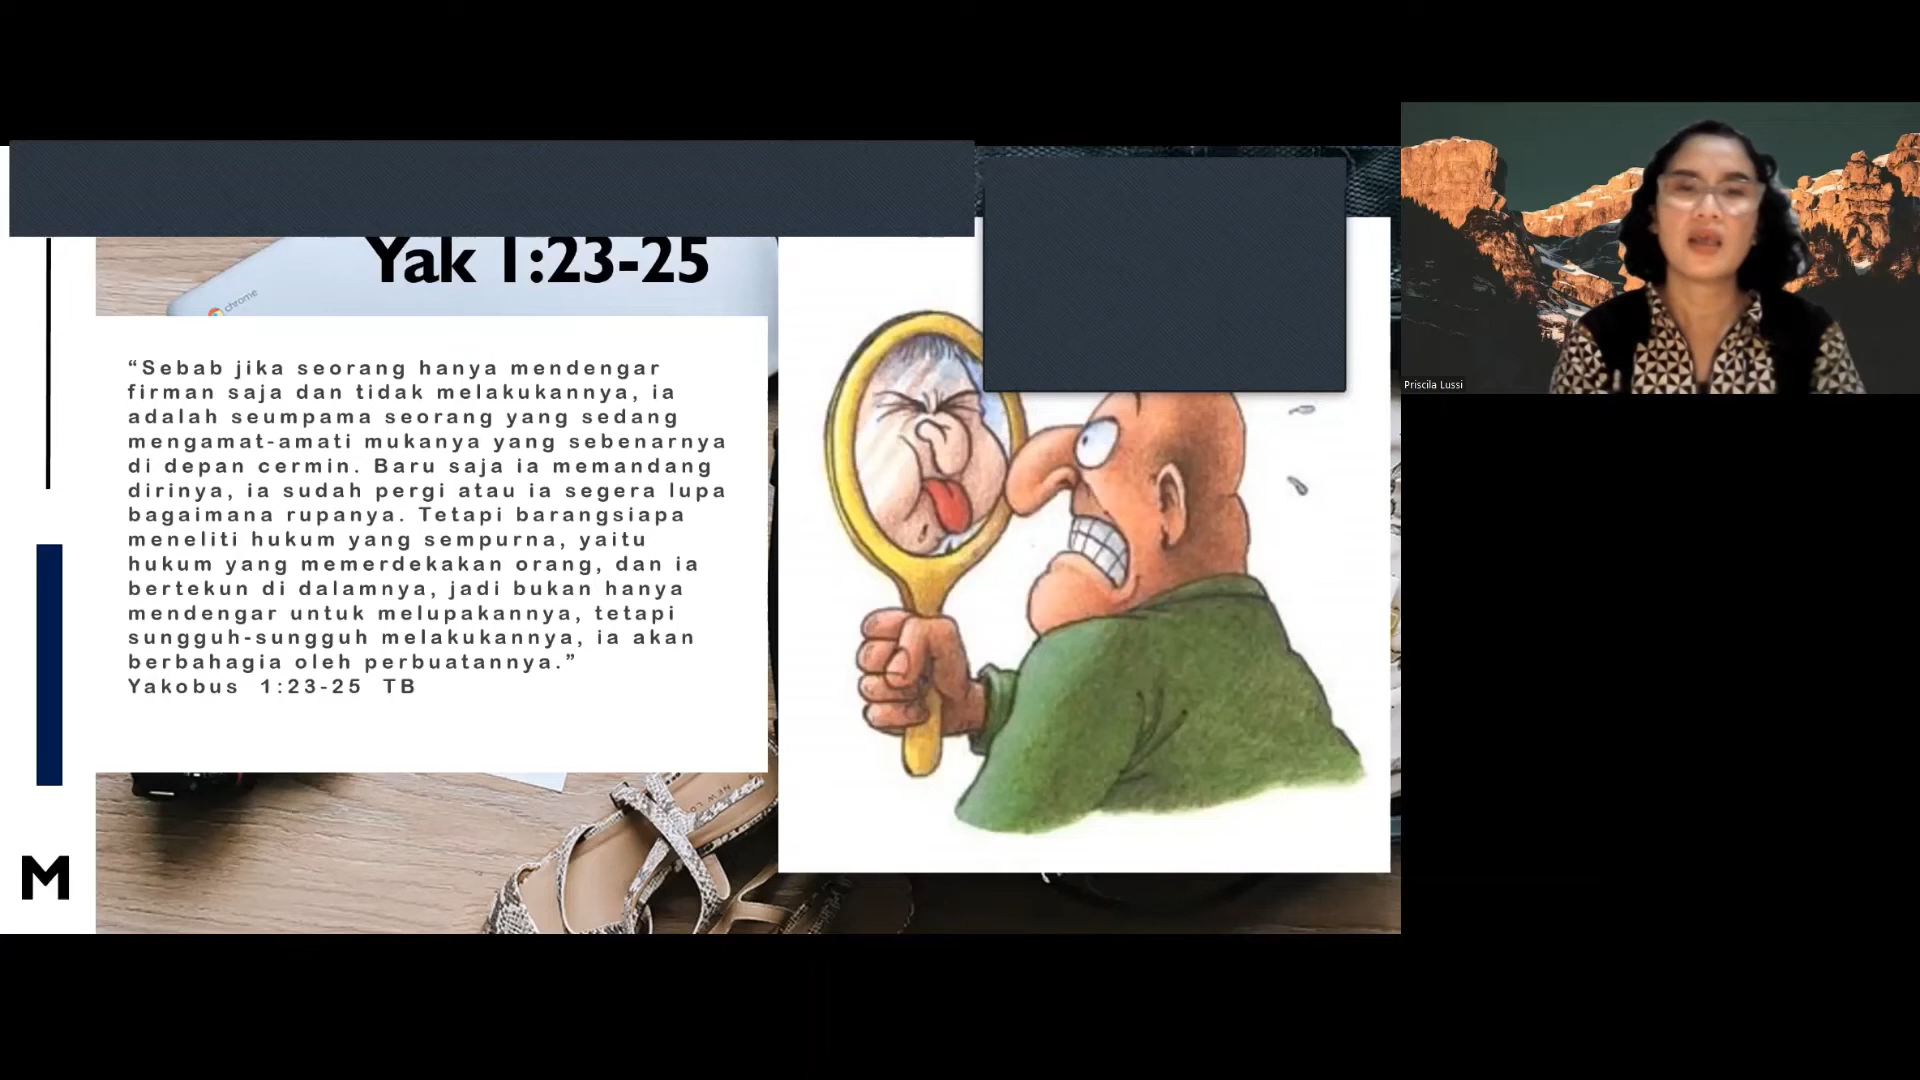 Yak 1:23-25
chrome
“Sebab jika seorang hanya mendengar
firman saja dan tidak melakukannya, ia
adalah seumpama seorang yang sedang
mengamat-amati mukanya yang sebenarnya
di depan cermin. Baru saja ia memandang
dirinya, ia sudah pergi atau ia segera lupa
bagaimana rupanya. Tetapi barangsiapa
meneliti hukum yang sempurna, yaitu
hukum yang memerdekakan orang, dan ia
bertekun di dalamnya, jadi bukan hanya
mendengar untuk melupakannya, tetapi
sungguh-sungguh melakukannya, ia akan
berbahagia oleh perbuatannya.”
Yakobus 1:23-25 TB
M
Priscila Lussi